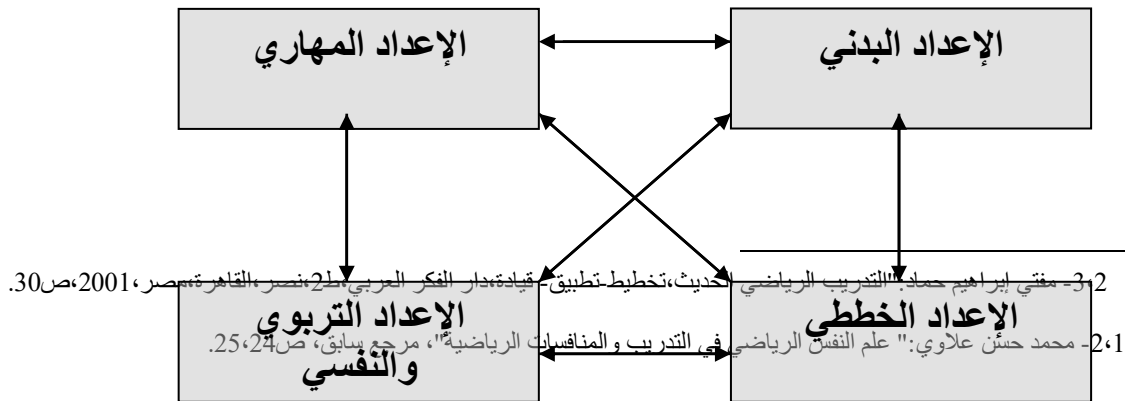 الإعداد البدني
الإعداد المهاري
3،2- مفتي إبراهيم حماد:"التدريب الرياضي الحديث،تخطيط-تطبيق- قيادة،دار الفكر العربي،ط2،نصر،القاهرة،مصر،2001،ص30.
الإعداد الخططي
الإعداد التربوي
2،1- محمد حسن علاوي:" علم النفس الرياضي في التدريب والمنافسات الرياضية"، مرجع سابق، ص24،25.
والنفسي